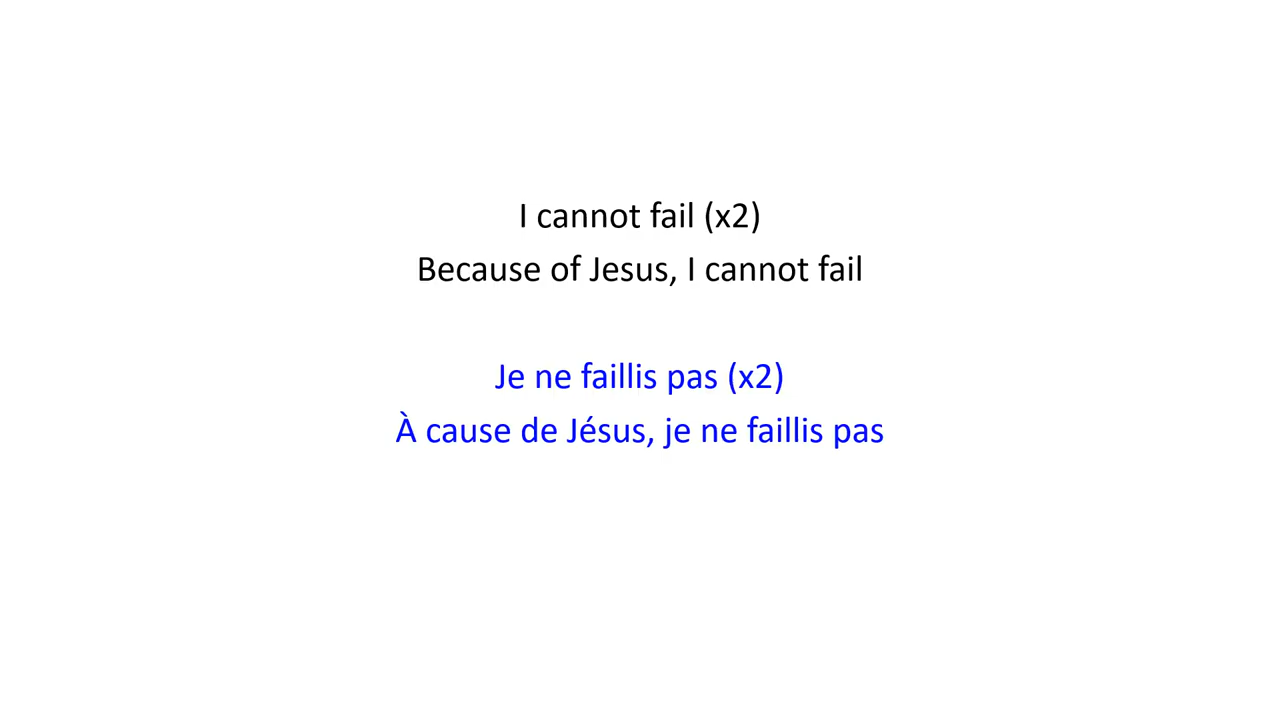 I cannot fail (x2)
Because of Jesus, I cannot fail
Je ne faillis pas (x2)
À cause de Jésus, je ne faillis pas